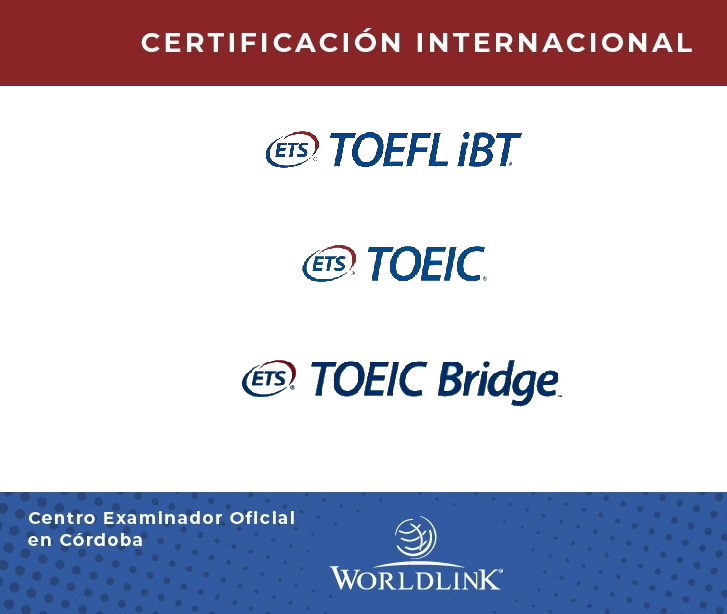 CERTIFICACIÓN INTERNACIONAL
ETS TOEFL iBT
ETS TOEIC
ETS TOEIC Bridge
Centro Examinador Oficial
en Córdoba
WORLDLINK